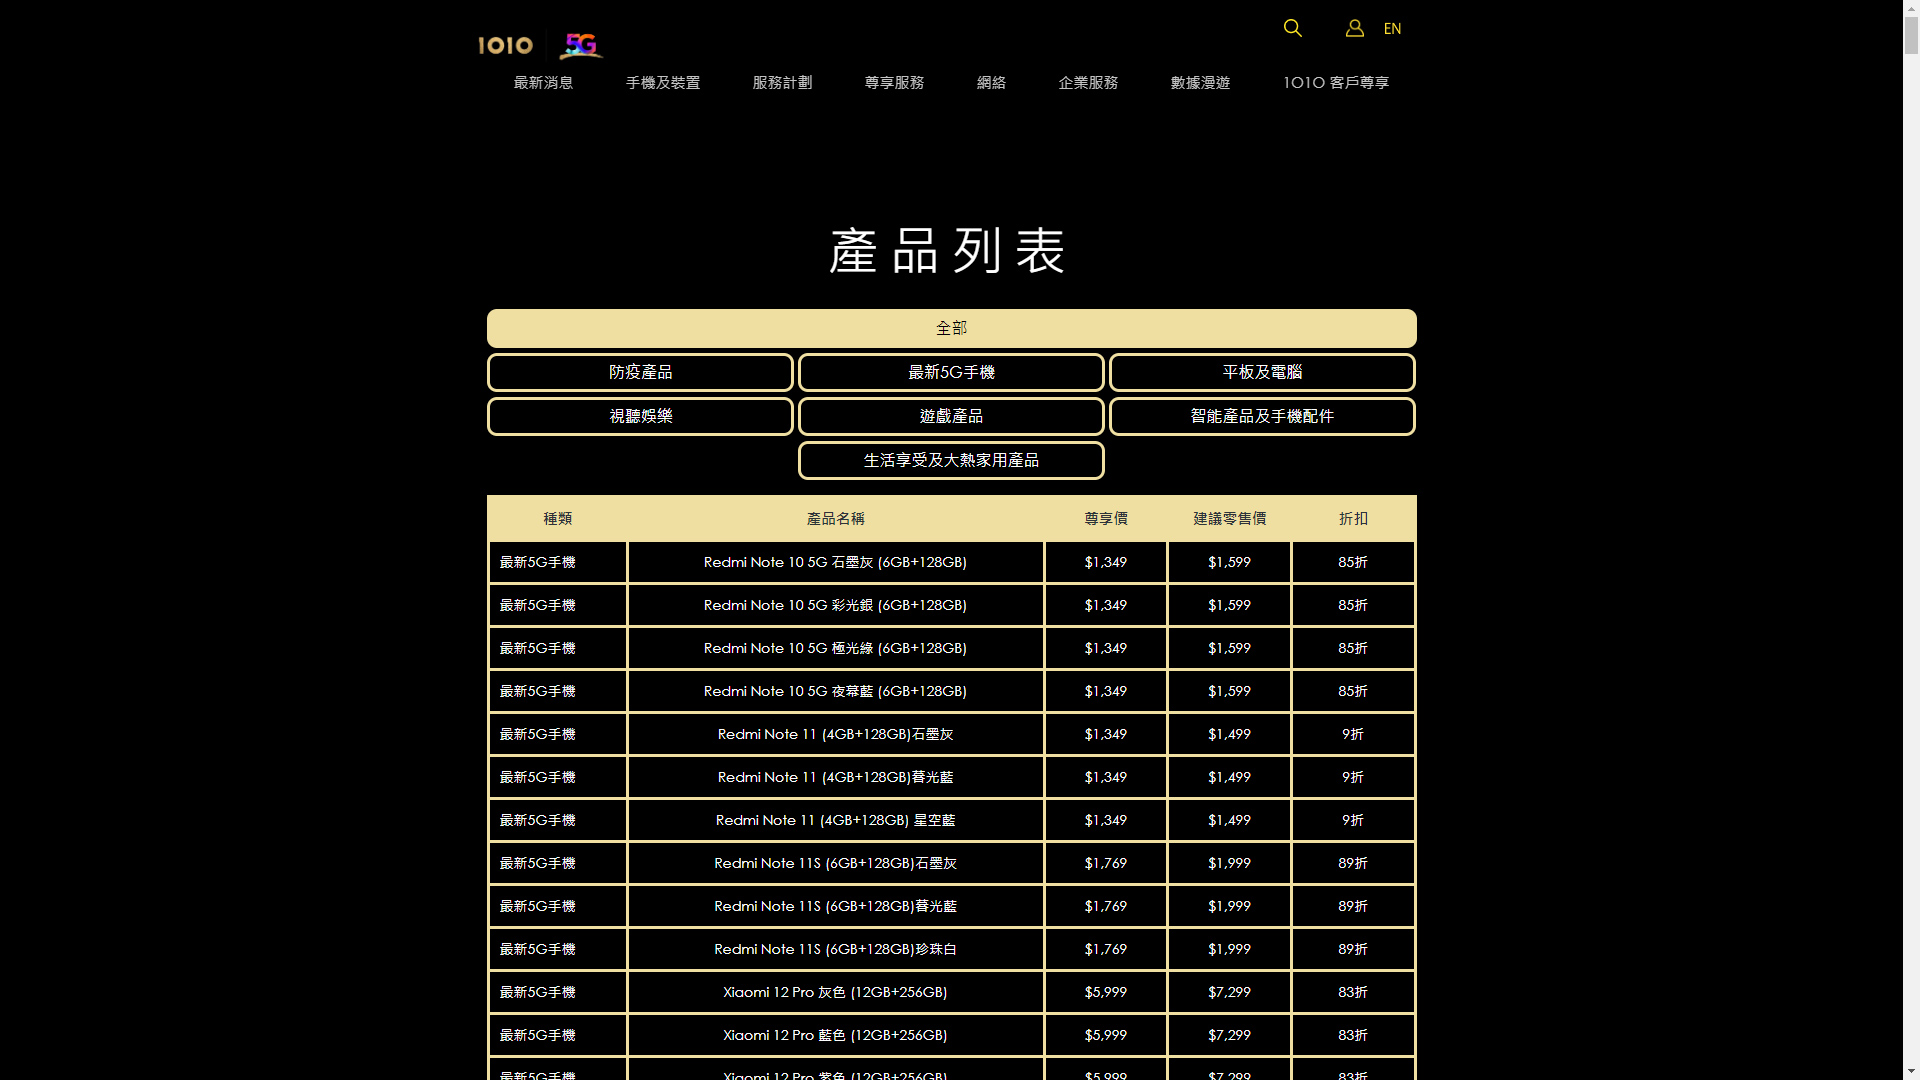 1O1O 5G
EN
最新消息 手機及裝置 服務計劃 尊享服務 網絡 企業服務 數據漫遊 1O1O 客戶尊享
產品列表
全部
防疫產品 最新5G手機 平板及電腦
視聽娛樂 遊戲產品 智能產品及手機配件
生活享受及大熱家用產品
種類 產品名稱 尊享價 建議零售價 折扣
最新5G手機 Redmi Note 10 5G 石墨灰 (6GB+128GB) $1,349 $1,599 85折
最新5G手機 Redmi Note 10 5G 彩光銀 (6GB+128GB) $1,349 $1,599 85折
最新5G手機 Redmi Note 10 5G 極光綠 (6GB+128GB) $1,349 $1,599 85折
最新5G手機 Redmi Note 10 5G 夜幕藍 (6GB+128GB) $1,349 $1,599 85折
最新5G手機 Redmi Note 11 (4GB+128GB)石墨灰 $1,349 $1,499 9折
最新5G手機 Redmi Note 11 (4GB+128GB)暮光藍 $1,349 $1,499 9折
最新5G手機 Redmi Note 11 (4GB+128GB) 星空藍 $1,349 $1,499 9折
最新5G手機 Redmi Note 11S (6GB+128GB)石墨灰 $1,769 $1,999 89折
最新5G手機 Redmi Note 11S (6GB+128GB)暮光藍 $1,769 $1,999 89折
最新5G手機 Redmi Note 11S (6GB+128GB)珍珠白 $1,769 $1,999 89折
最新5G手機 Xiaomi 12 Pro 灰色 (12GB+256GB) $5,999 $7,299 83折
最新5G手機 Xiaomi 12 Pro 藍色 (12GB+256GB) $5,999 $7,299 83折
最新5G手機 Xiaomi 12 Pro 紫色 (12GB+256GB) $5,999 $7,299 83折